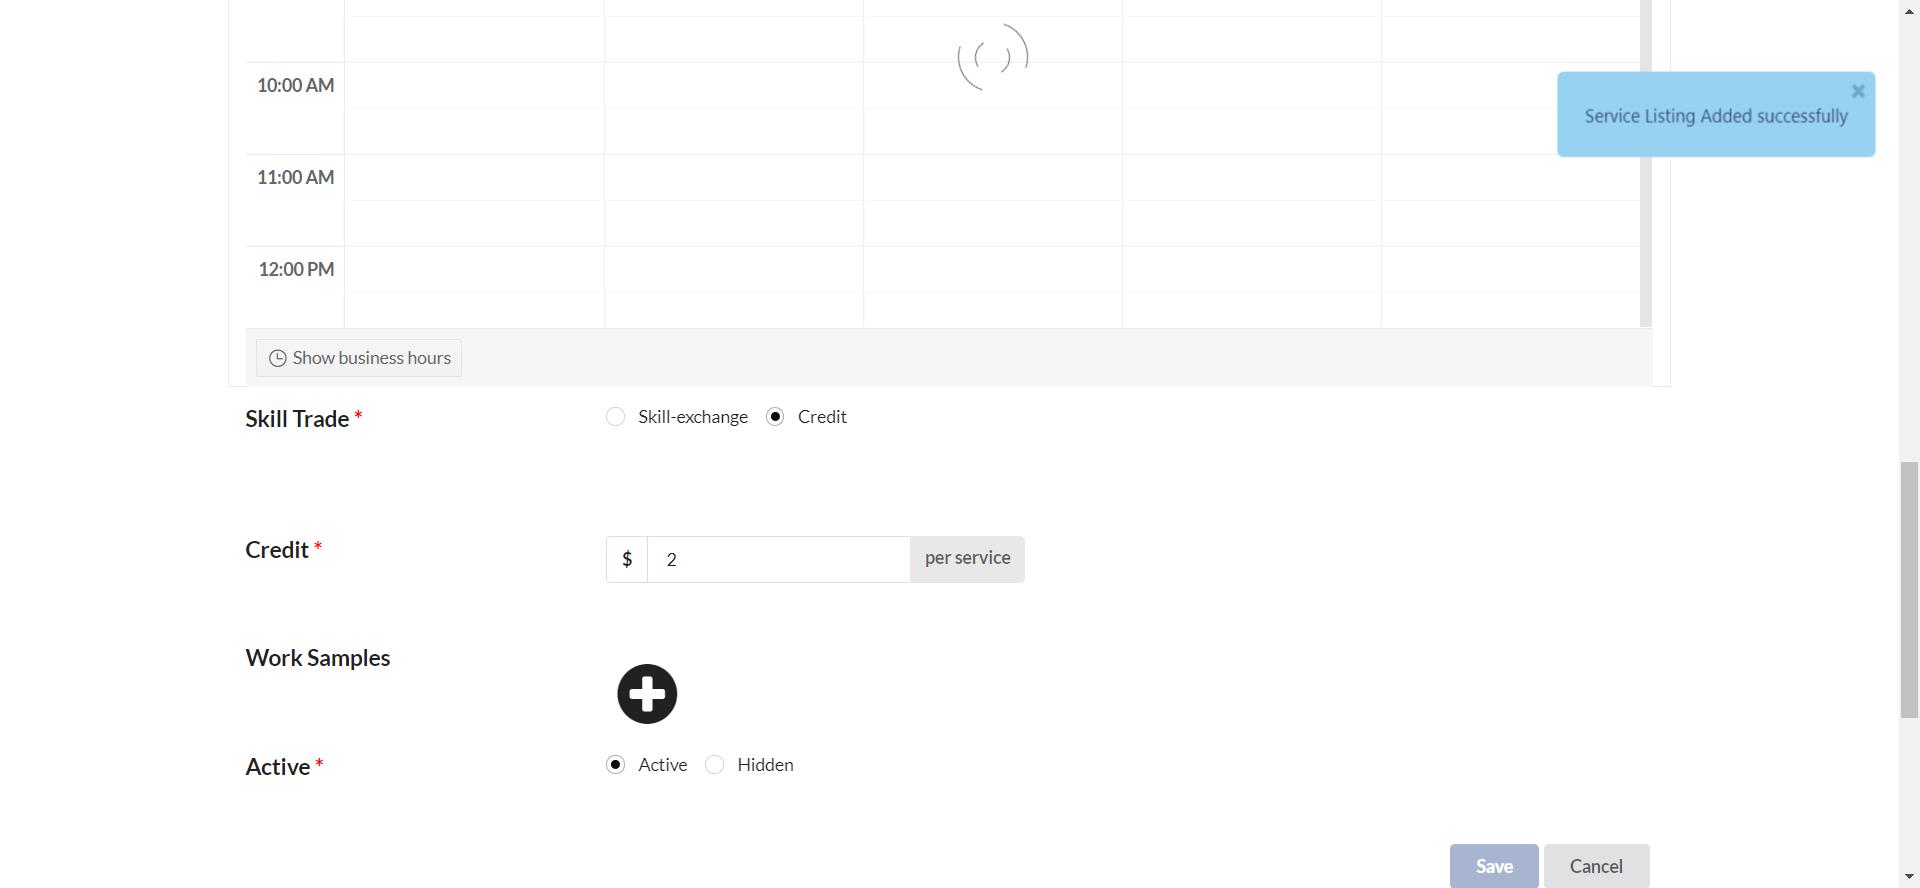 10:00 AM
Service Listing Added successfully
11:00 AM
12:00 PM
Show business hours
Skill Trade *
Skill-exchange
Credit
Credit *
$
2
per service
Work Samples
Active *
Active
Hidden
Save
Cancel